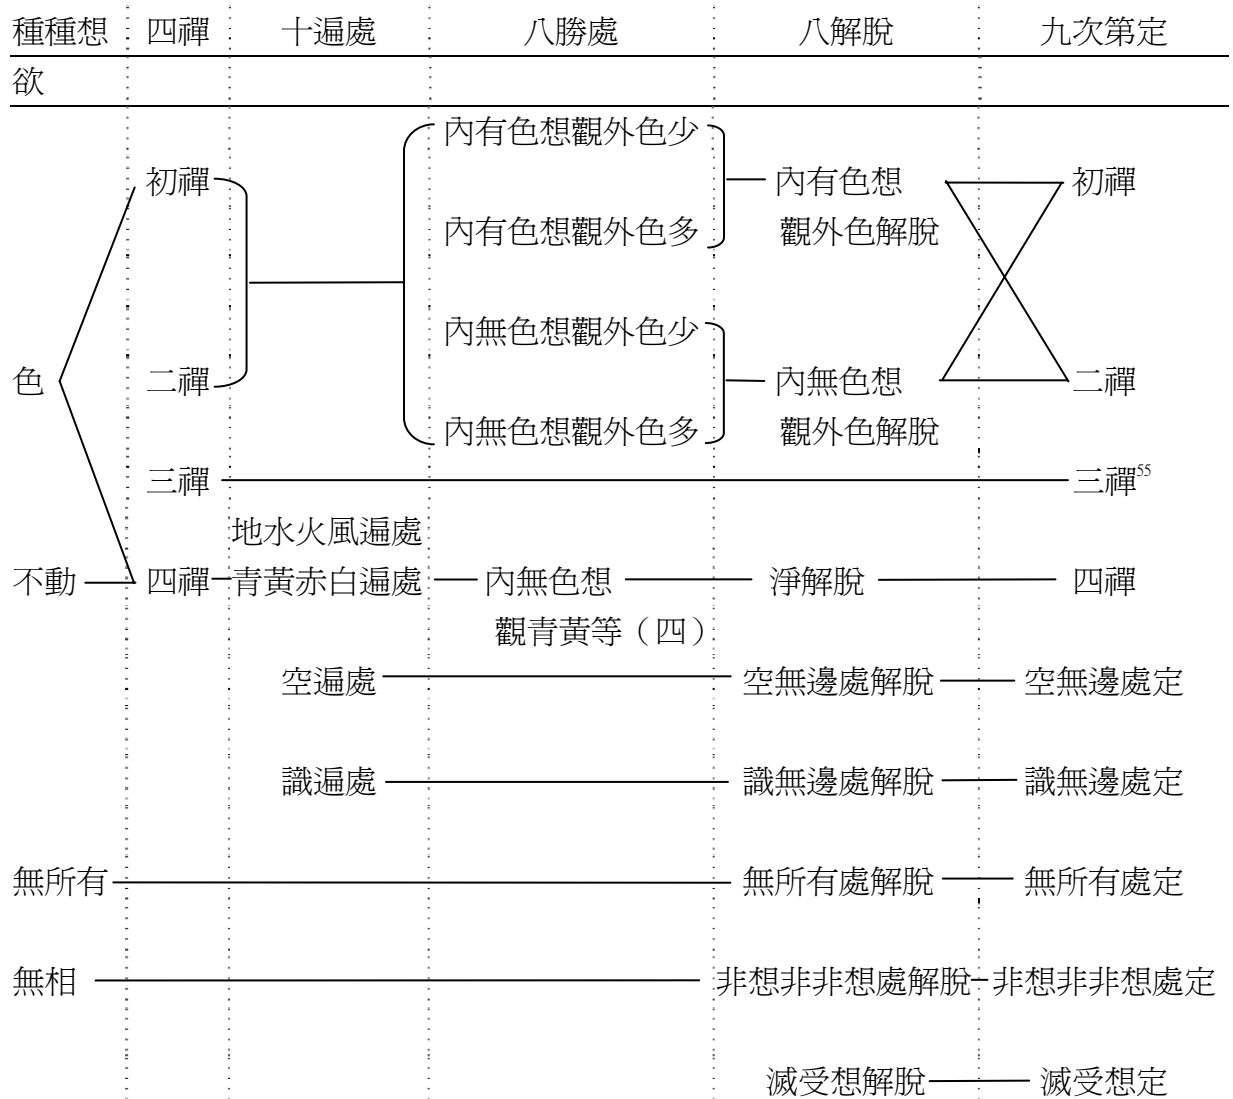 種種想 四禪 十遍處 八勝處 八解脫 九次第定
欲
內有色想觀外色少
初禪 內有色想 初禪
內有色想觀外色多 觀外色解脫
內無色想觀外色少
色 二禪 內無色想 二禪
內無色想觀外色多 觀外色解脫
三禪 三禪55
地水火風遍處
不動 四禪 青黃赤白遍處 內無色想 淨解脫 四禪
觀青黃等（四）
空遍處 空無邊處解脫 空無邊處定
識遍處 識無邊處解脫 識無邊處定
無所有 無所有處解脫 無所有處定
無相 非想非非想處解脫 非想非非想處定
滅受想解脫 滅受想定